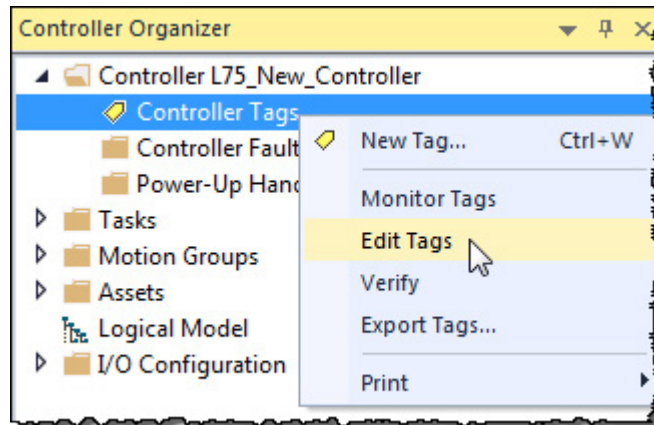 Controller Organizer
Controller L75_New_Controller
Controller Tags
Controller Fault
Power-Up Hand
Tasks
Motion Groups
Assets
Logical Model
I/O Configuration
New Tag... Ctrl+W
Monitor Tags
Edit Tags
Verify
Export Tags...
Print